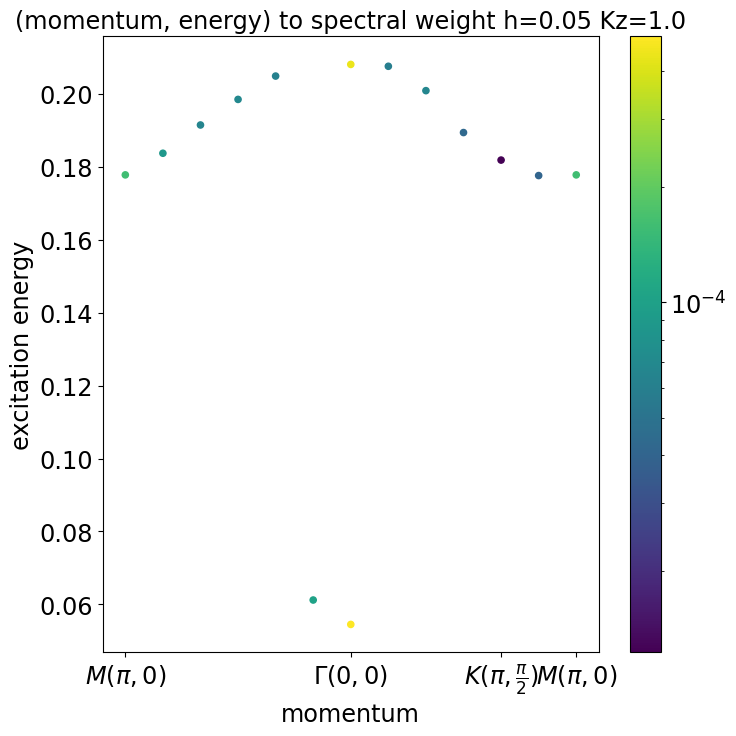 (momentum, energy) to spectral weight h=0.05 Kz=1.0
excitation energy
0.20
0.18
0.16
0.14
0.12
0.10
0.08
0.06
10⁻⁴
M(π, 0)
Γ(0, 0)
K(π, π/2)
M(π, 0)
momentum